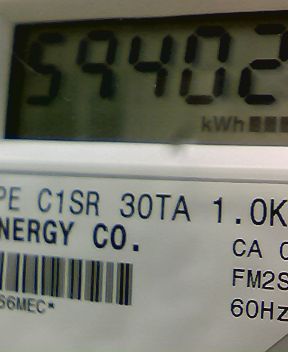 59402
kWh
PE C1SR 30TA 1.0K
NERGY CO.
CA
FM2S
66MEC*
60Hz